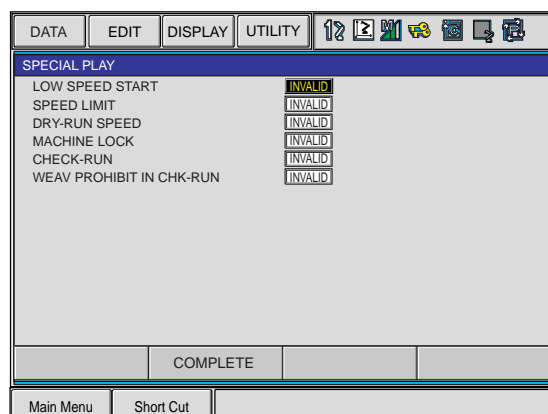 DATA EDIT DISPLAY UTILITY
SPECIAL PLAY
LOW SPEED START INVALID
SPEED LIMIT INVALID
DRY-RUN SPEED INVALID
MACHINE LOCK INVALID
CHECK-RUN INVALID
WEAV PROHIBIT IN CHK-RUN INVALID
COMPLETE
Main Menu Short Cut